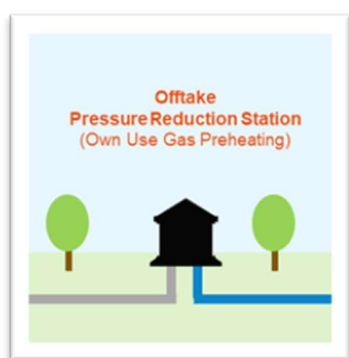 Offtake
Pressure Reduction Station
(Own Use Gas Preheating)